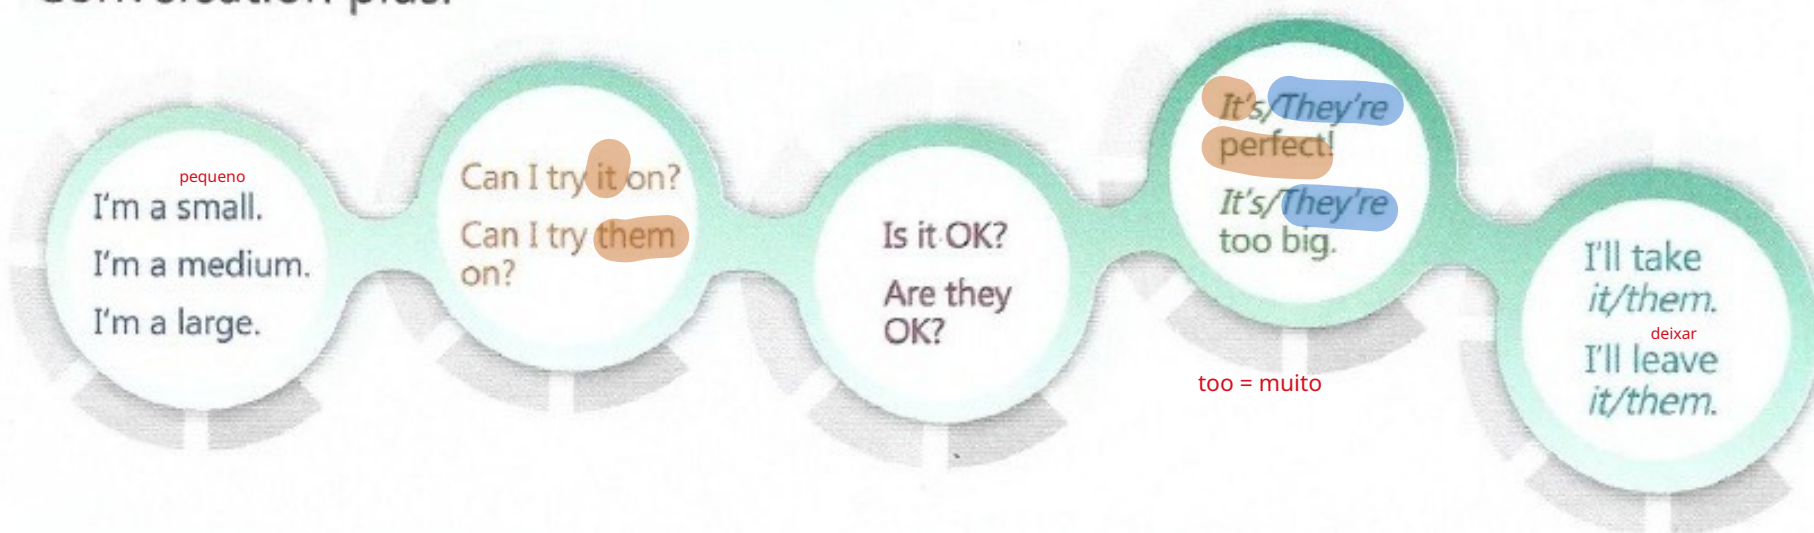 pequeno
I'm a small.
I'm a medium.
I'm a large.
Can I try it on?
Can I try them
on?
Is it OK?
Are they
OK?
It's/They're
perfect!
It's/They're
too big.
too = muito
I'll take
it/them.
deixar
I'll leave
it/them.